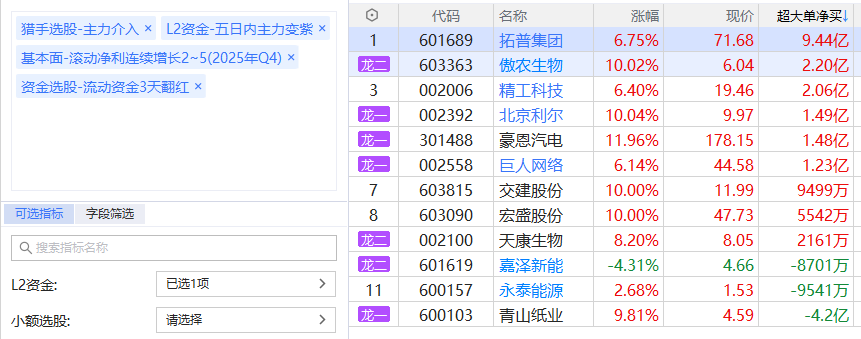 猎手选股-主力介入 × L2资金-五日内主力变紫 ×
基本面-滚动净利连续增长2~5(2025年Q4) ×
资金选股-流动资金3天翻红 ×
可选指标 字段筛选
搜索指标名称
L2资金: 已选1项
小额选股: 请选择
代码 名称 涨幅 现价 超大单净买↓
1 601689 拓普集团 6.75% 71.68 9.44亿
龙二 603363 傲农生物 10.02% 6.04 2.20亿
3 002006 精工科技 6.40% 19.46 2.06亿
龙一 002392 北京利尔 10.04% 9.97 1.49亿
龙一 301488 豪恩汽电 11.96% 178.15 1.48亿
龙一 002558 巨人网络 6.14% 44.58 1.23亿
7 603815 交建股份 10.00% 11.99 9499万
8 603090 宏盛股份 10.00% 47.73 5542万
龙二 002100 天康生物 8.20% 8.05 2161万
龙二 601619 嘉泽新能 -4.31% 4.66 -8701万
11 600157 永泰能源 2.68% 1.53 -9541万
龙一 600103 青山纸业 9.81% 4.59 -4.2亿